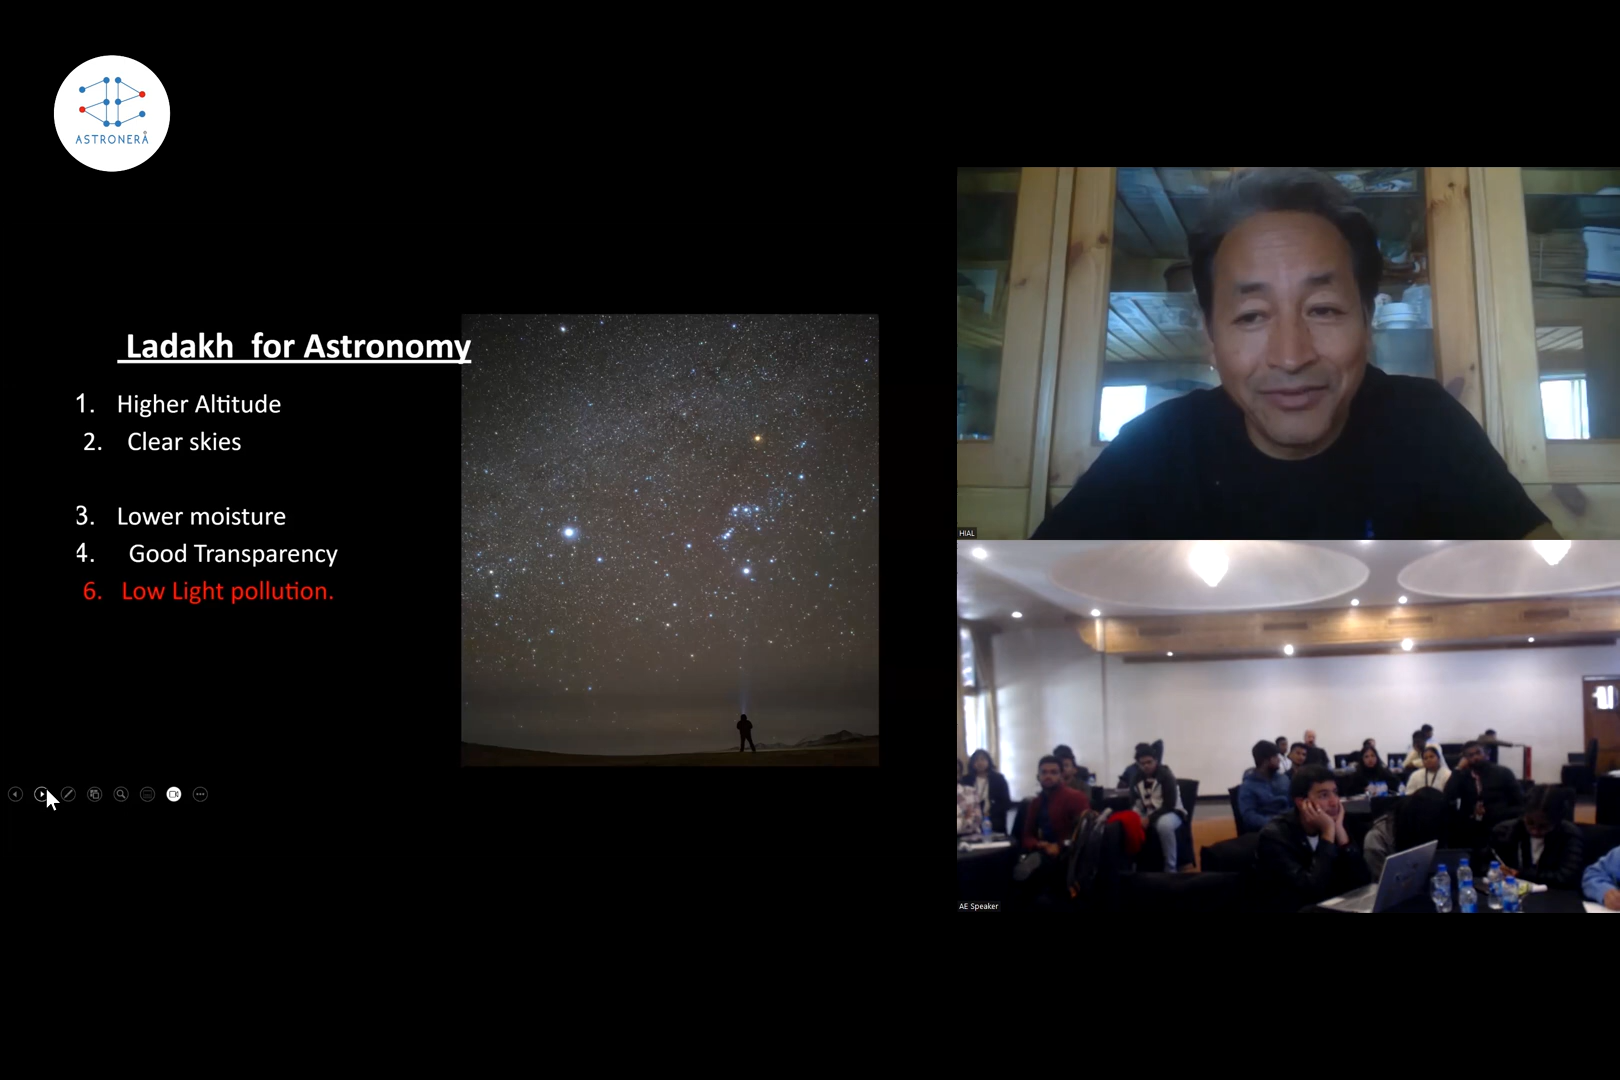 ASTRONERA
Ladakh for Astronomy
1. Higher Altitude
2. Clear skies
3. Lower moisture
4. Good Transparency
6. Low Light pollution.
HIAL
AE Speaker